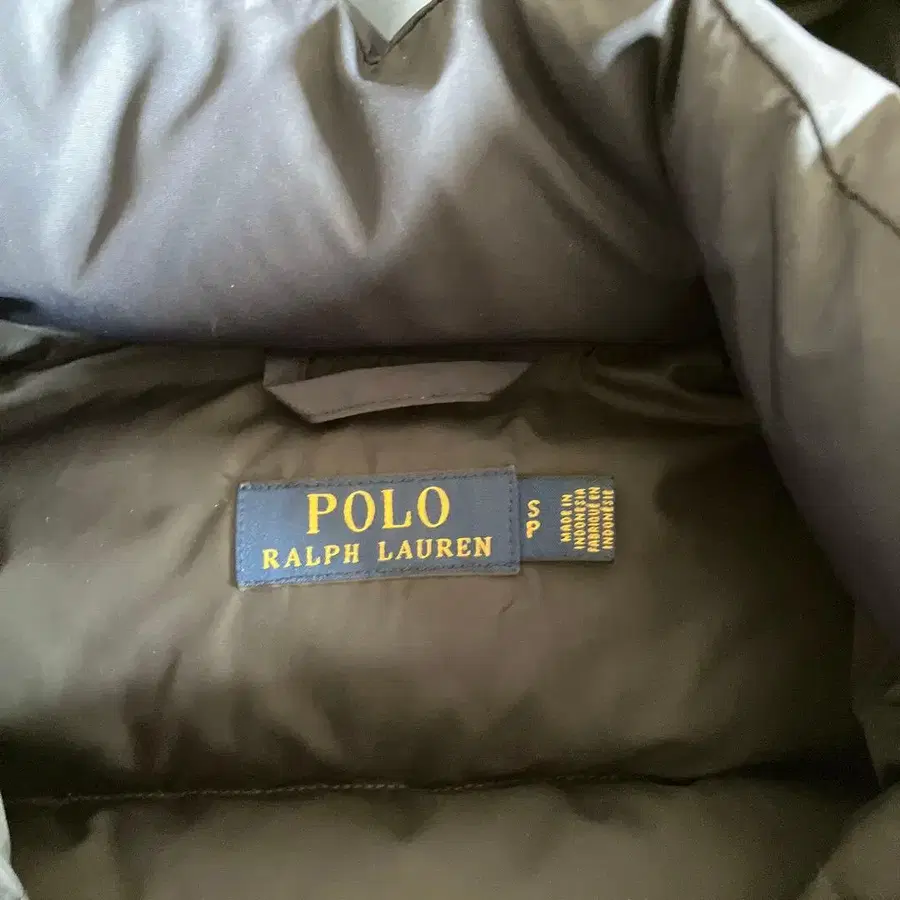 POLO
RALPH LAUREN
S
P
MADE IN
INDONESIA
FABRIQUÉ EN
INDONÉSIE